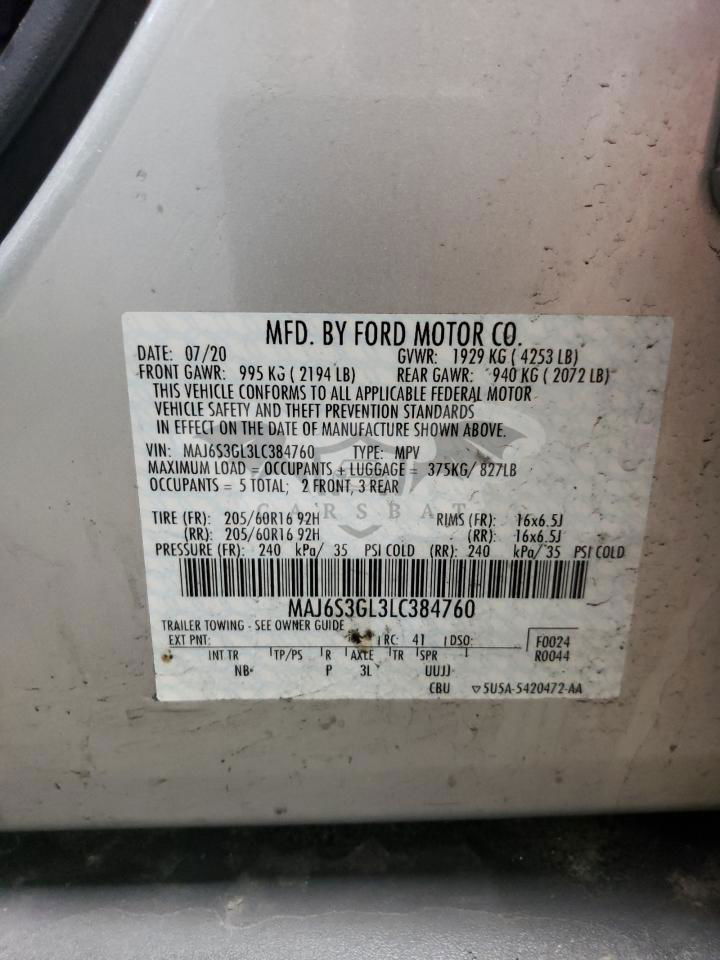 MFD. BY FORD MOTOR CO.
DATE: 07/20 GVWR: 1929 KG ( 4253 LB)
FRONT GAWR: 995 KG ( 2194 LB) REAR GAWR: 940 KG ( 2072 LB)
THIS VEHICLE CONFORMS TO ALL APPLICABLE FEDERAL MOTOR
VEHICLE SAFETY AND THEFT PREVENTION STANDARDS
IN EFFECT ON THE DATE OF MANUFACTURE SHOWN ABOVE.
VIN: MAJ6S3GL3LC384760 TYPE: MPV
MAXIMUM LOAD = OCCUPANTS + LUGGAGE = 375KG/ 827LB
OCCUPANTS = 5 TOTAL; 2 FRONT, 3 REAR
CARSBAT
TIRE (FR): 205/60R16 92H RIMS (FR): 16x6.5J
(RR): 205/60R16 92H (RR): 16x6.5J
PRESSURE (FR): 240 kPa/ 35 PSI COLD (RR): 240 kPa/ 35 PSI COLD
MAJ6S3GL3LC384760
TRAILER TOWING - SEE OWNER GUIDE
EXT PNT: RC: 41 DSO: F0024
INT TR TP/PS R AXLE TR SPR R0044
NB P 3L UUJJ
CBU ▽5U5A-5420472-AA